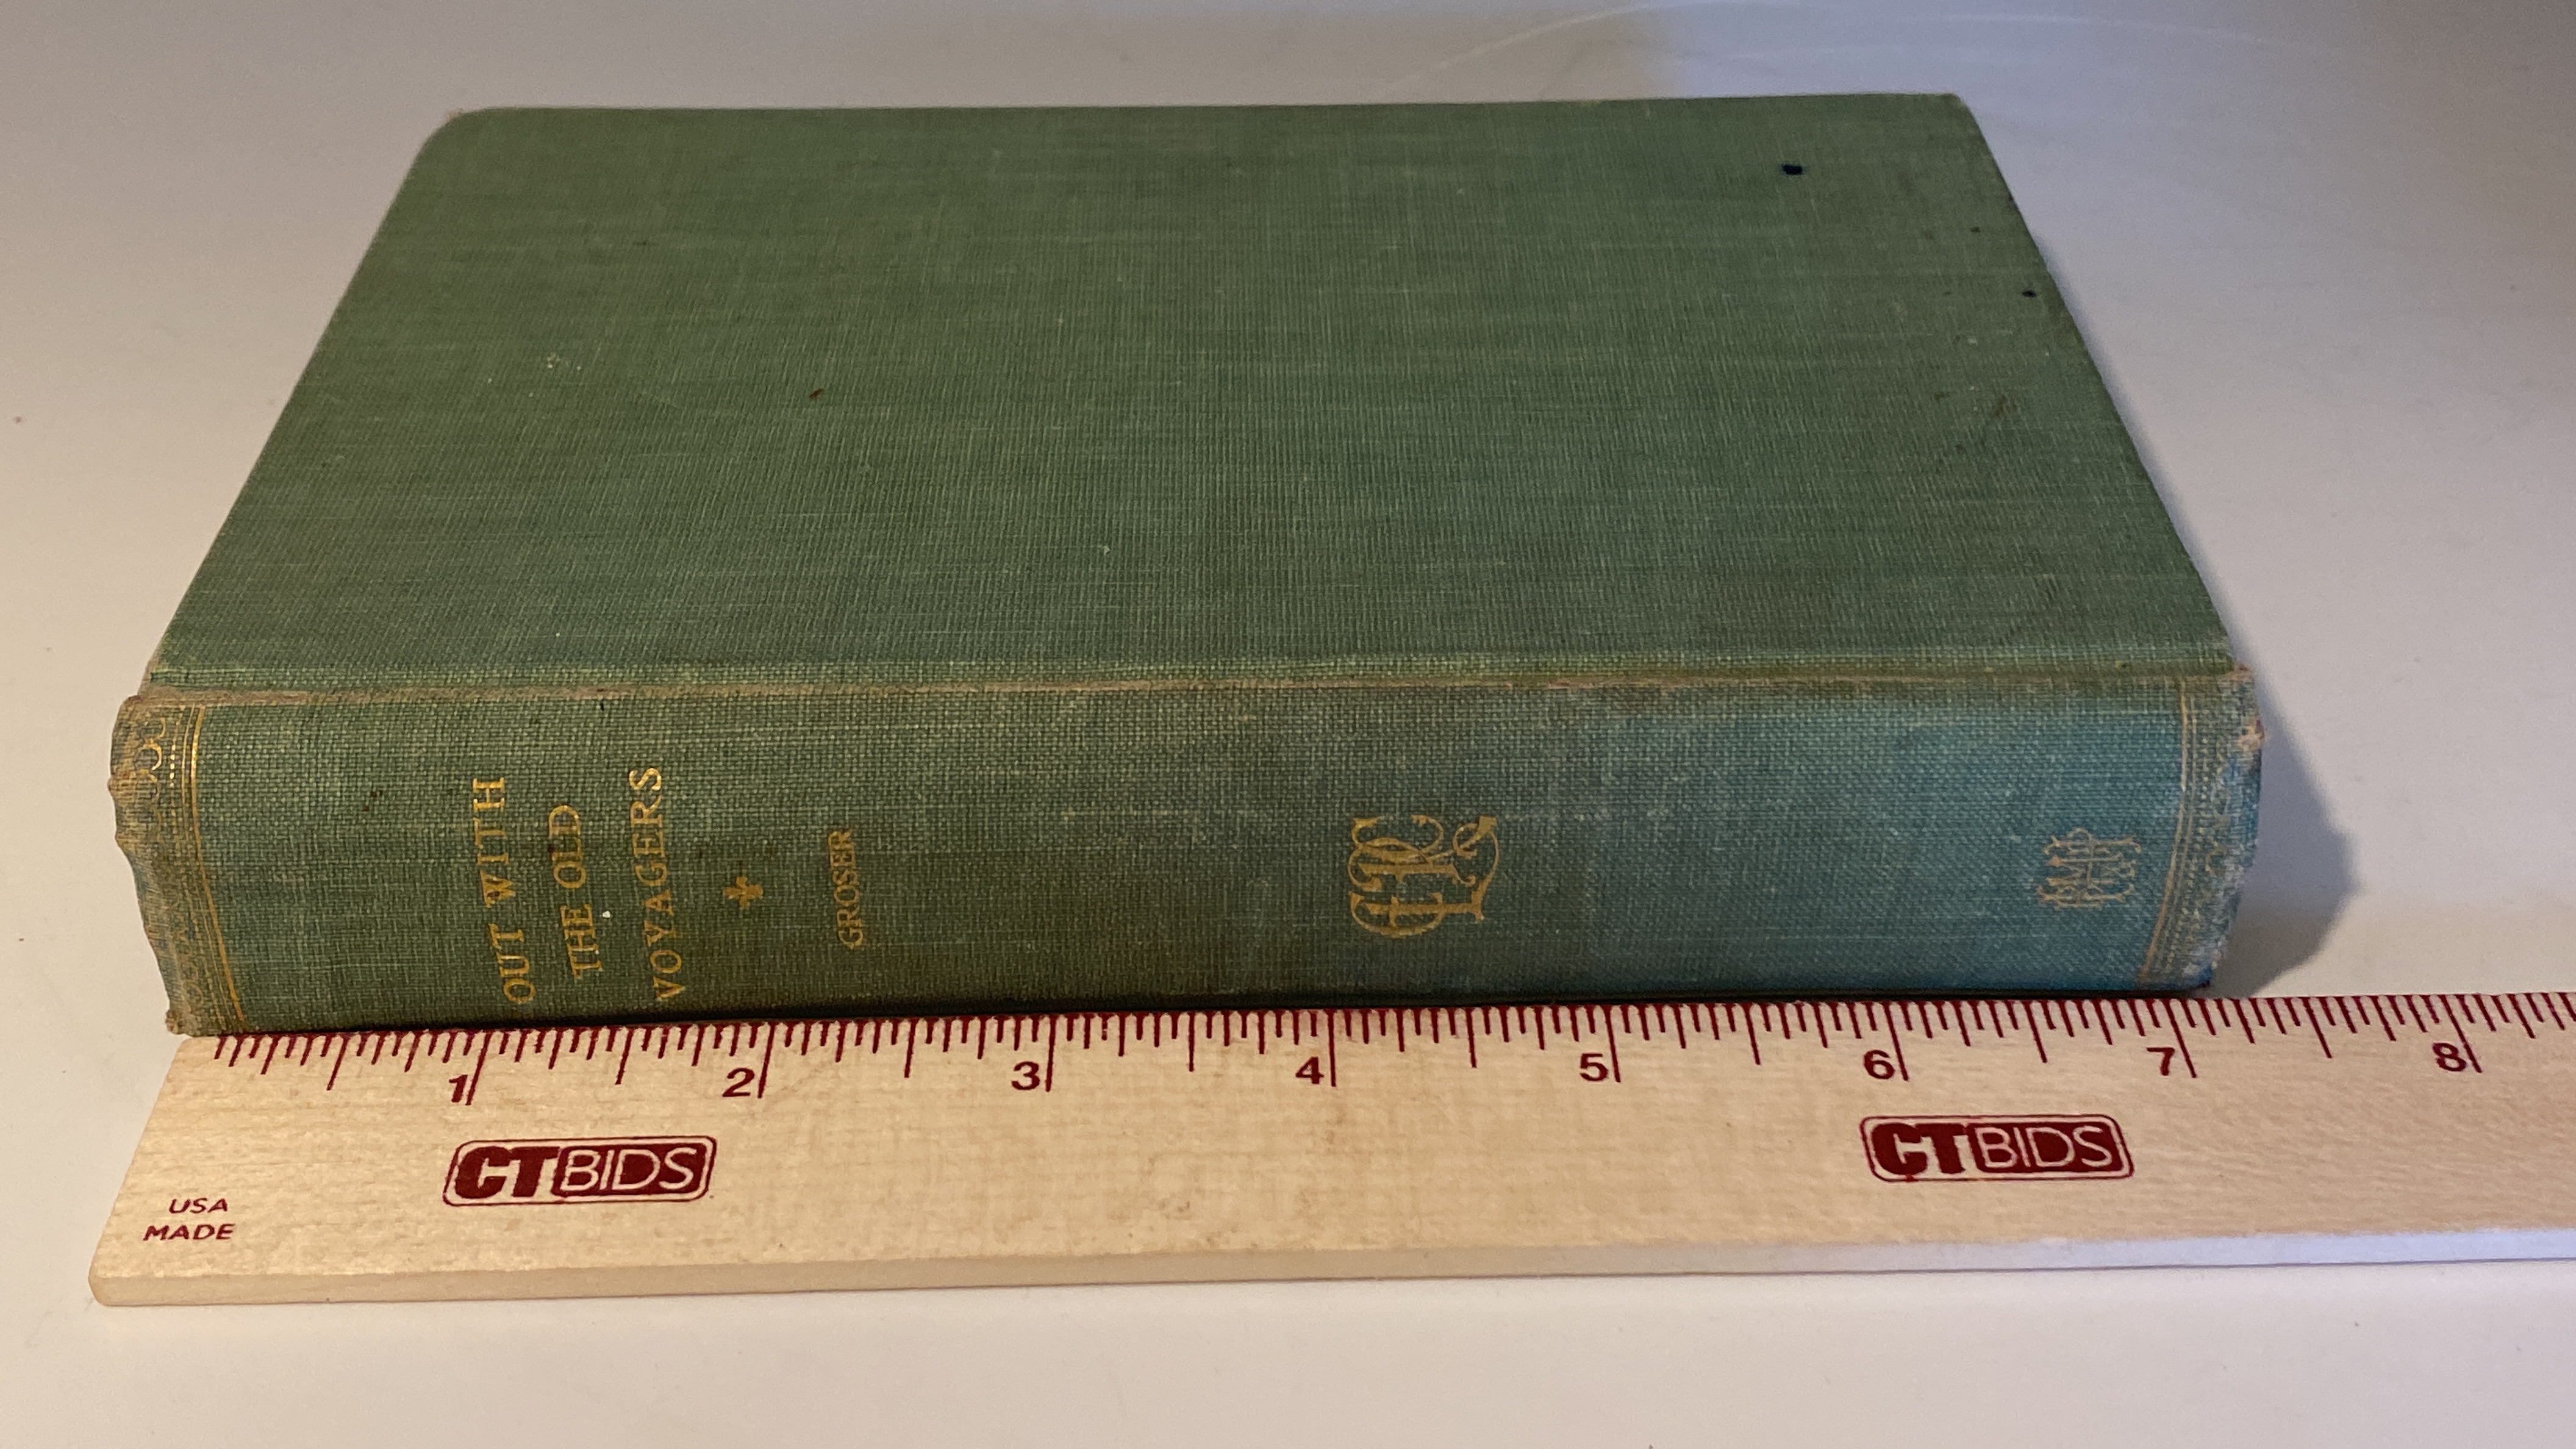 OUT WITH
THE OLD
VOYAGERS
GROSER
1 2 3 4 5 6 7 8
CTBIDS CTBIDS
USA
MADE